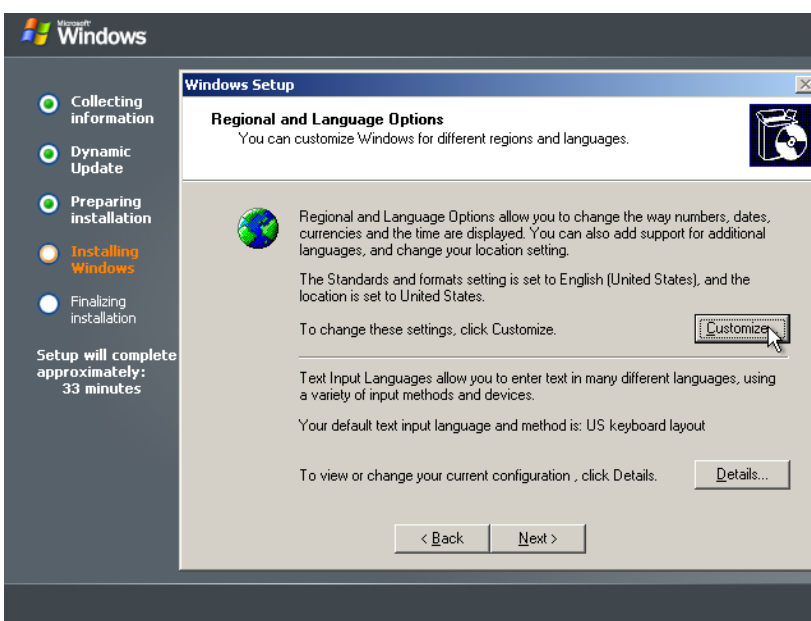 Microsoft
Windows
Collecting
information
Dynamic
Update
Preparing
installation
Installing
Windows
Finalizing
installation
Setup will complete
approximately:
33 minutes
Windows Setup
Regional and Language Options
You can customize Windows for different regions and languages.
Regional and Language Options allow you to change the way numbers, dates,
currencies and the time are displayed. You can also add support for additional
languages, and change your location setting.
The Standards and formats setting is set to English (United States), and the
location is set to United States.
To change these settings, click Customize.
Customize...
Text Input Languages allow you to enter text in many different languages, using
a variety of input methods and devices.
Your default text input language and method is: US keyboard layout
To view or change your current configuration , click Details.
Details...
< Back
Next >